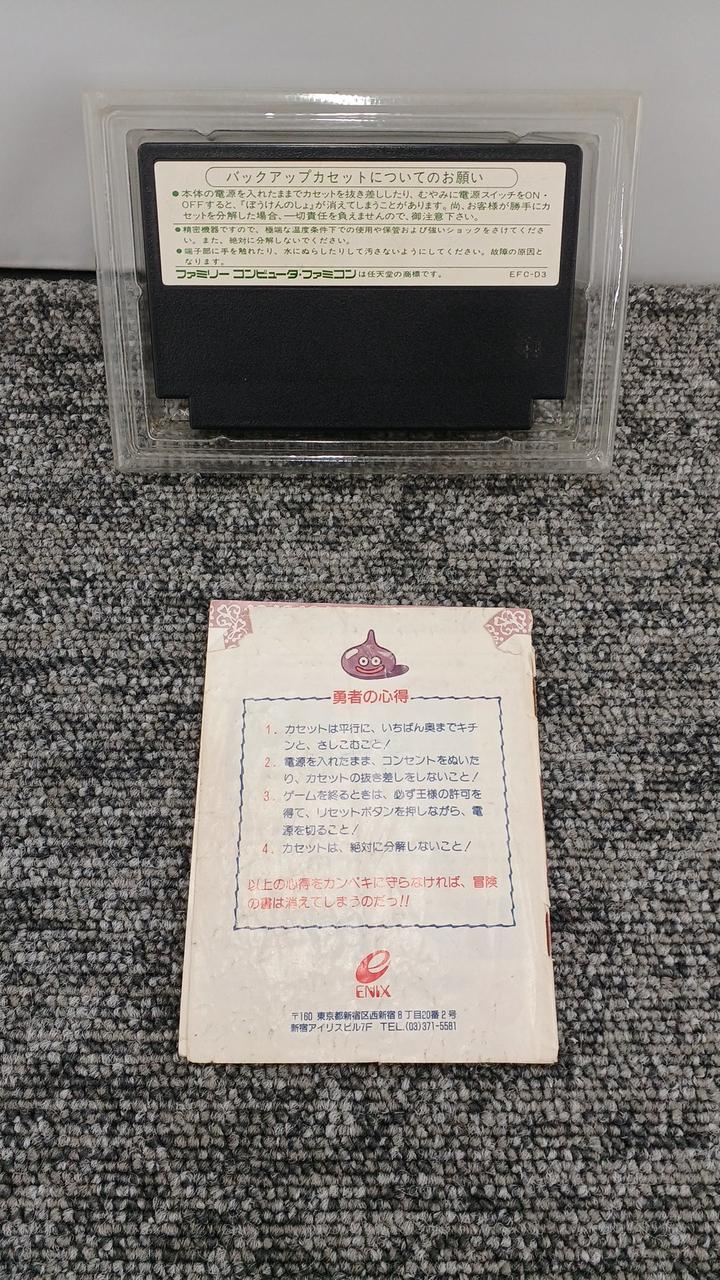 バックアップカセットについてのお願い
●本体の電源を入れたままでカセットを抜き差ししたり、むやみに電源スイッチをON・
OFFすると、『ぼうけんのしょ』が消えてしまうことがあります。尚、お客様が勝手にカ
セットを分解した場合、一切責任を負えませんので、御注意下さい。
●精密機器ですので、極端な温度条件下での使用や保管および強いショックをさけてくださ
い。また、絶対に分解しないでください。
●端子部に手を触れたり、水にぬらしたりして汚さないようにしてください。故障の原因と
なります。
ファミリーコンピュータ・ファミコンは任天堂の商標です。 EFC-D3
勇者の心得
1. カセットは平行に、いちばん奥までキチ
ンと、さしこむこと!
2. 電源を入れたまま、コンセントをぬいた
り、カセットの抜き差しをしないこと!
3. ゲームを終るときは、必ず王様の許可を
得て、リセットボタンを押しながら、電
源を切ること!
4. カセットは、絶対に分解しないこと!
以上の心得をカンペキに守らなければ、冒険
の書は消えてしまうのだっ!!
ENIX
〒160 東京都新宿区西新宿8丁目20番2号
新宿アイリスビル7F TEL.(03)371-5581